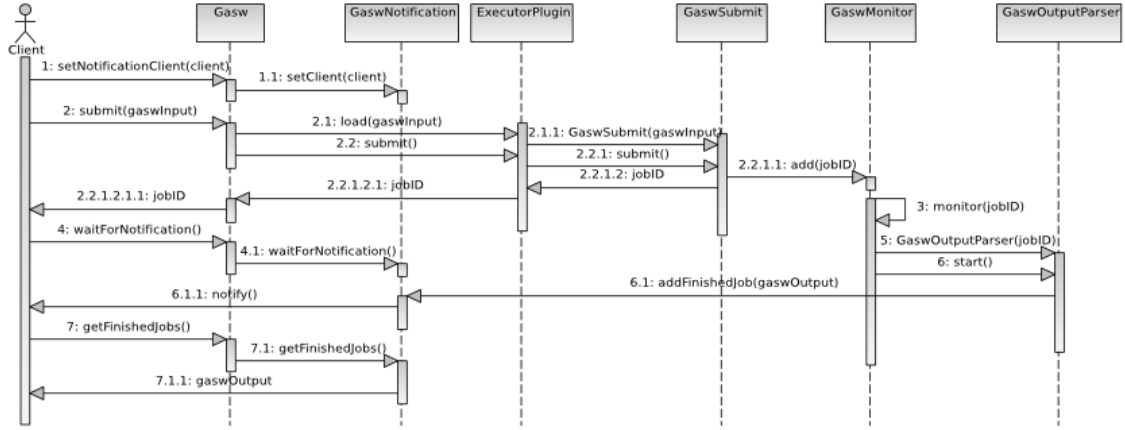 Gasw
GaswNotification
ExecutorPlugin
GaswSubmit
GaswMonitor
GaswOutputParser
Client
1: setNotificationClient(client)
1.1: setClient(client)
2: submit(gaswInput)
2.1: load(gaswInput)
2.1.1: GaswSubmit(gaswInput)
2.2: submit()
2.2.1: submit()
2.2.1.1: add(jobID)
2.2.1.2: jobID
2.2.1.2.1: jobID
2.2.1.2.1.1: jobID
3: monitor(jobID)
4: waitForNotification()
4.1: waitForNotification()
5: GaswOutputParser(jobID)
6: start()
6.1: addFinishedJob(gaswOutput)
6.1.1: notify()
7: getFinishedJobs()
7.1: getFinishedJobs()
7.1.1: gaswOutput